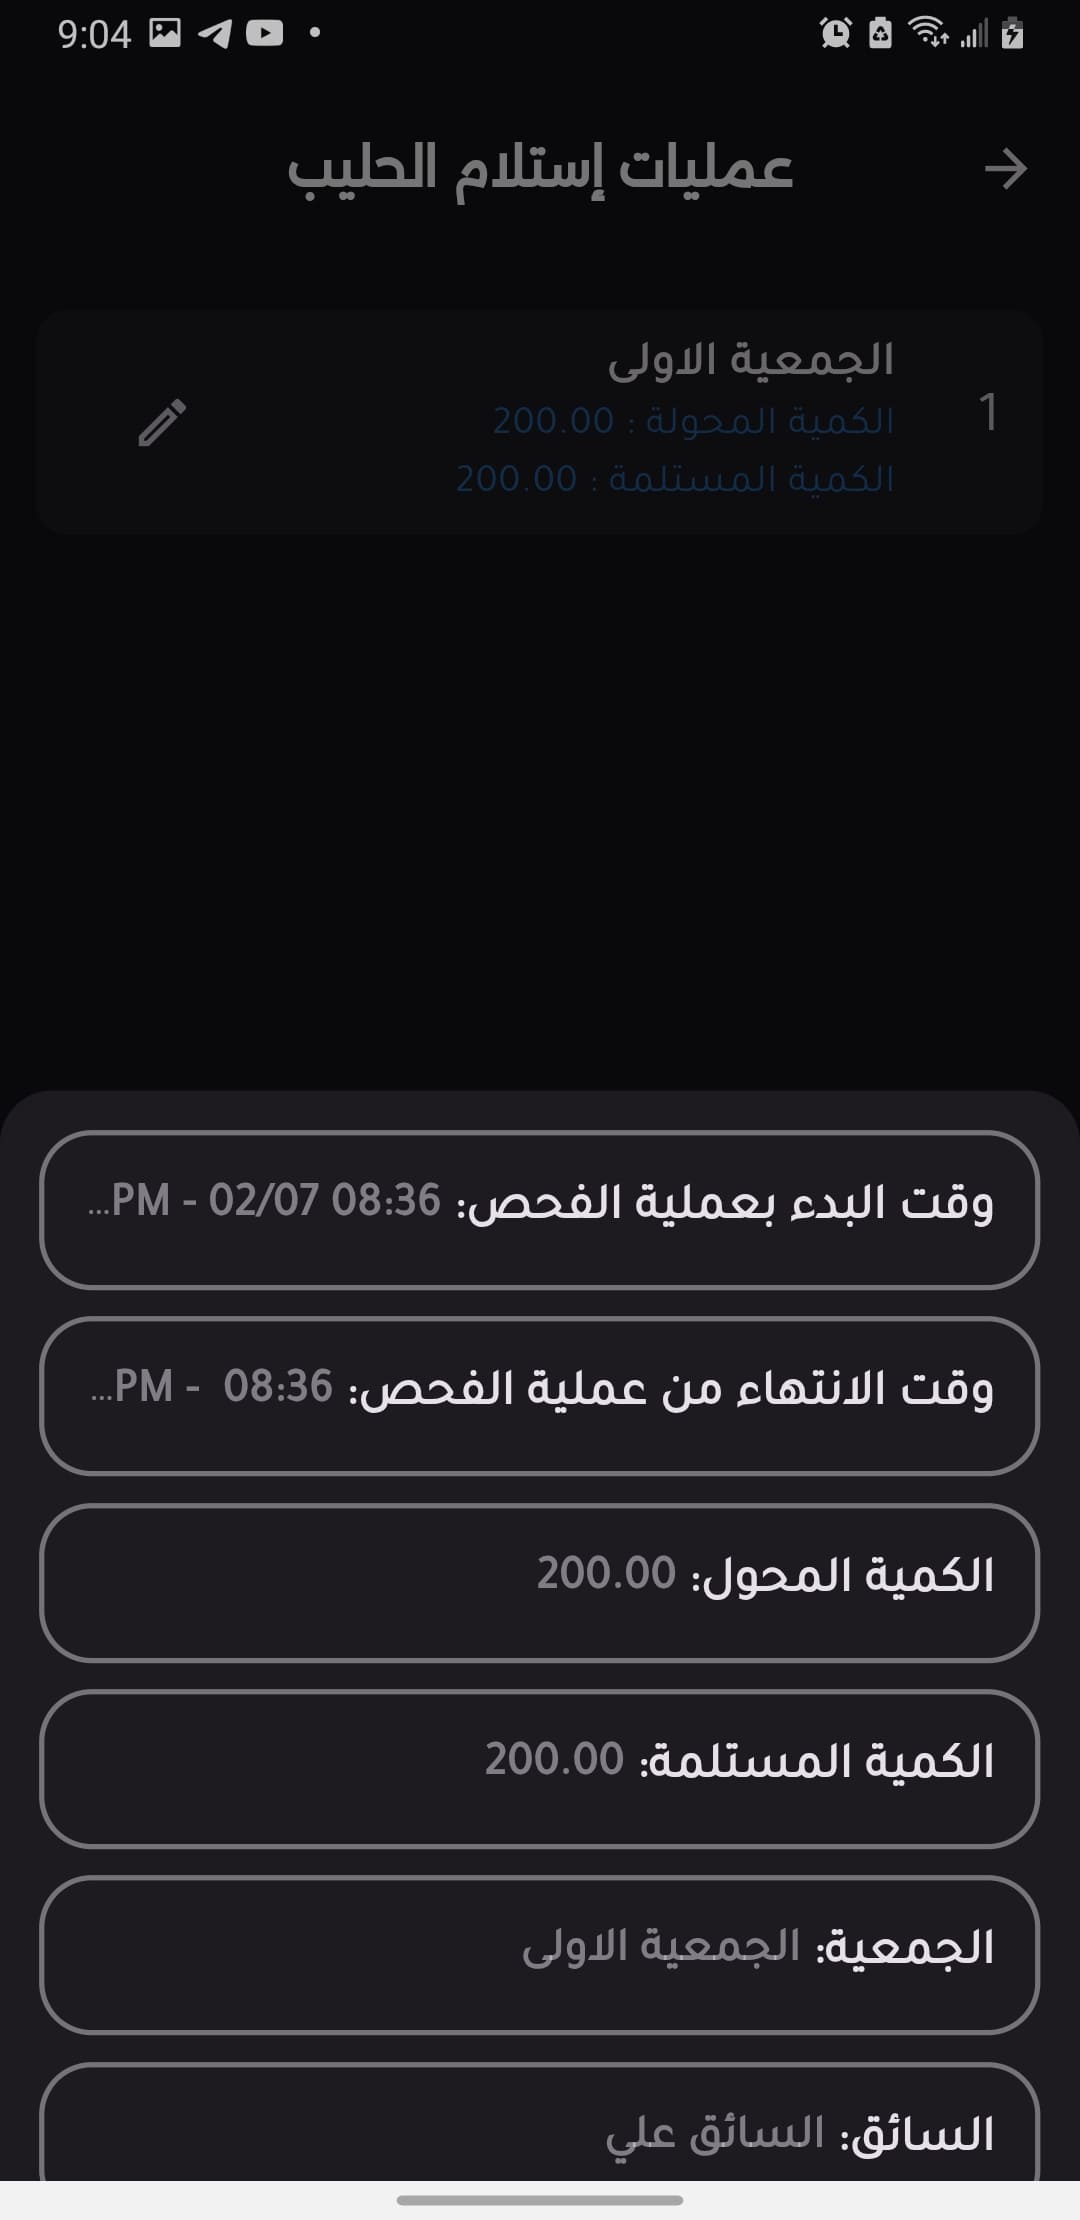 9:04
عمليات إستلام الحليب
1
الجمعية الاولى
الكمية المحولة : 200.00
الكمية المستلمة : 200.00
وقت البدء بعملية الفحص: 08:36 02/07 - PM...
وقت الانتهاء من عملية الفحص: 08:36 - PM...
الكمية المحول: 200.00
الكمية المستلمة: 200.00
الجمعية: الجمعية الاولى
السائق: السائق علي